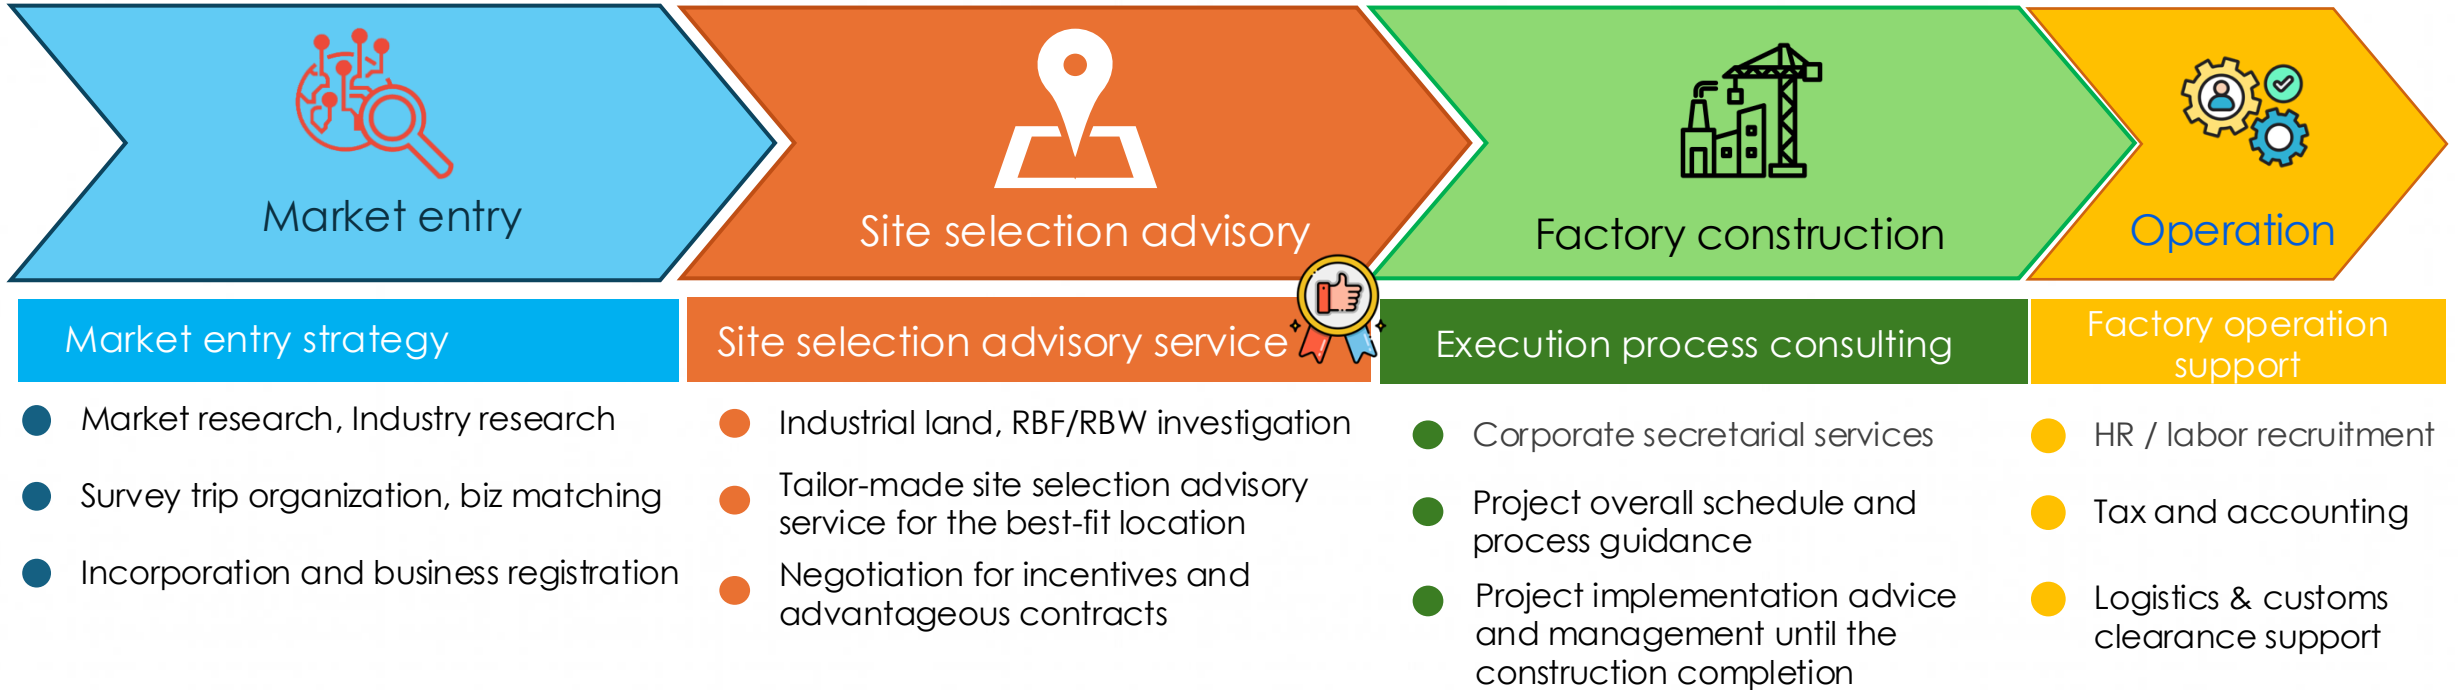 Market entry
Site selection advisory
Factory construction
Operation
Market entry strategy
Market research, Industry research
Survey trip organization, biz matching
Incorporation and business registration
Site selection advisory service
Industrial land, RBF/RBW investigation
Tailor-made site selection advisory
service for the best-fit location
Negotiation for incentives and
advantageous contracts
Execution process consulting
Corporate secretarial services
Project overall schedule and
process guidance
Project implementation advice
and management until the
construction completion
Factory operation
support
HR / labor recruitment
Tax and accounting
Logistics & customs
clearance support